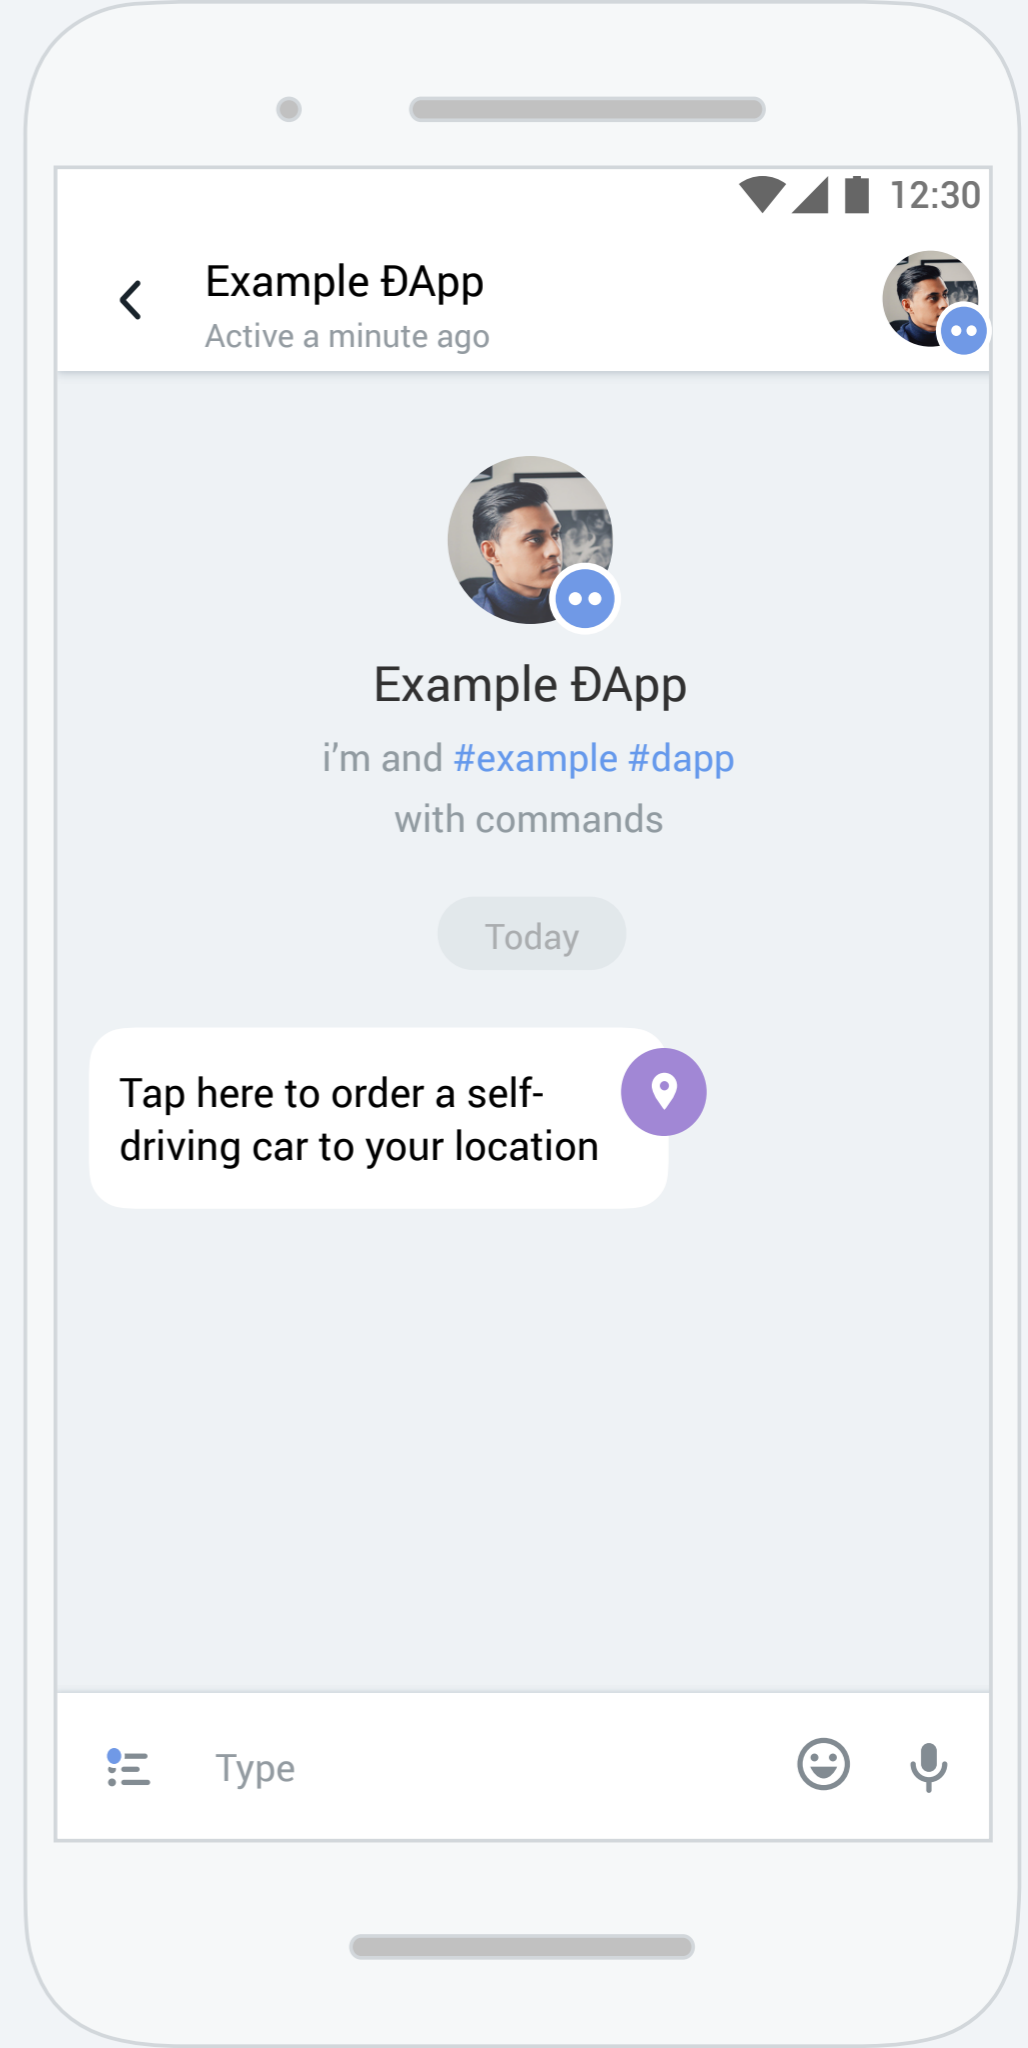 12:30
Example ĐApp
Active a minute ago
Example ĐApp
i’m and #example #dapp
with commands
Today
Tap here to order a self-
driving car to your location
Type